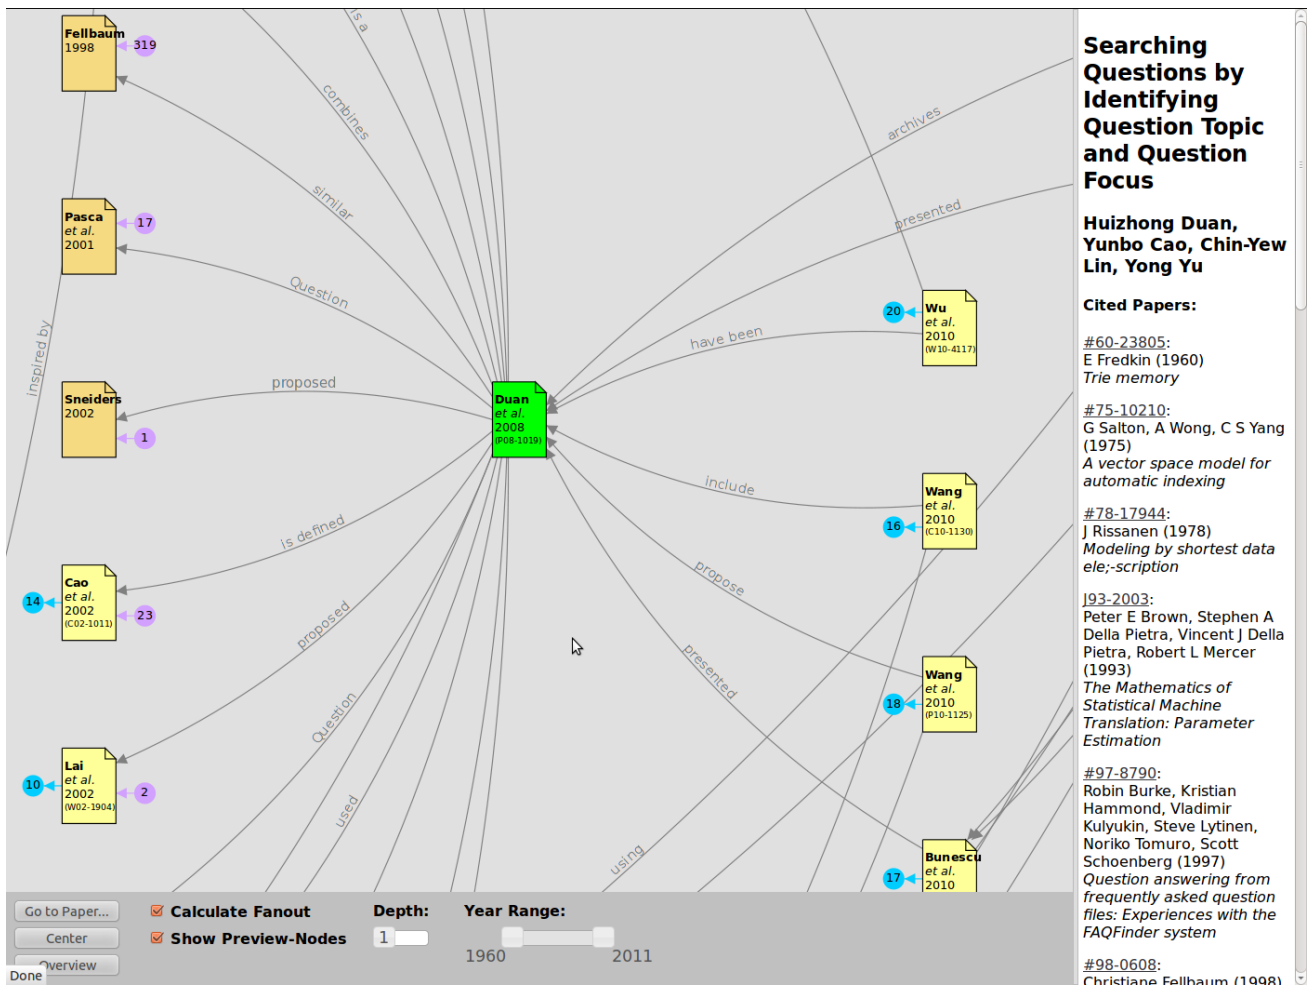 Fellbaum
1998
319
is a
combines
similar
archives
presented
Pasca
et al.
2001
17
Question
inspired by
have been
20
Wu
et al.
2010
(W10-4117)
Sneiders
2002
1
proposed
Duan
et al.
2008
(P08-1019)
include
Wang
et al.
2010
(C10-1130)
16
is defined
Cao
et al.
2002
(C02-1011)
14
23
proposed
propose
presented
Wang
et al.
2010
(P10-1125)
18
Question
Lai
et al.
2002
(W02-1904)
10
2
used
using
Bunescu
et al.
2010
17
Go to Paper...
Center
Overview
Done
Calculate Fanout
Show Preview-Nodes
Depth:
1
Year Range:
1960
2011
Searching
Questions by
Identifying
Question Topic
and Question
Focus
Huizhong Duan,
Yunbo Cao, Chin-Yew
Lin, Yong Yu
Cited Papers:
#60-23805:
E Fredkin (1960)
Trie memory
#75-10210:
G Salton, A Wong, C S Yang
(1975)
A vector space model for
automatic indexing
#78-17944:
J Rissanen (1978)
Modeling by shortest data
ele;-scription
J93-2003:
Peter E Brown, Stephen A
Della Pietra, Vincent J Della
Pietra, Robert L Mercer
(1993)
The Mathematics of
Statistical Machine
Translation: Parameter
Estimation
#97-8790:
Robin Burke, Kristian
Hammond, Vladimir
Kulyukin, Steve Lytinen,
Noriko Tomuro, Scott
Schoenberg (1997)
Question answering from
frequently asked question
files: Experiences with the
FAQFinder system
#98-0608:
Christiane Fellbaum (1998)